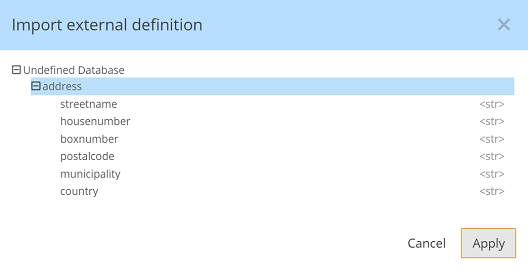 Import external definition
Undefined Database
address
streetname <str>
housenumber <str>
boxnumber <str>
postalcode <str>
municipality <str>
country <str>
Cancel Apply